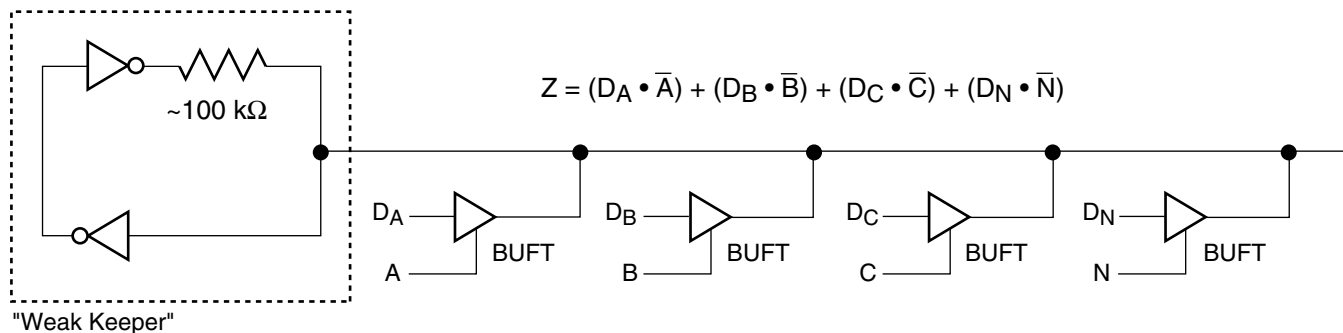 Z = (D_A • A̅) + (D_B • B̅) + (D_C • C̅) + (D_N • N̅)
~100 kΩ
D_A
BUFT
A
D_B
BUFT
B
D_C
BUFT
C
D_N
BUFT
N
"Weak Keeper"